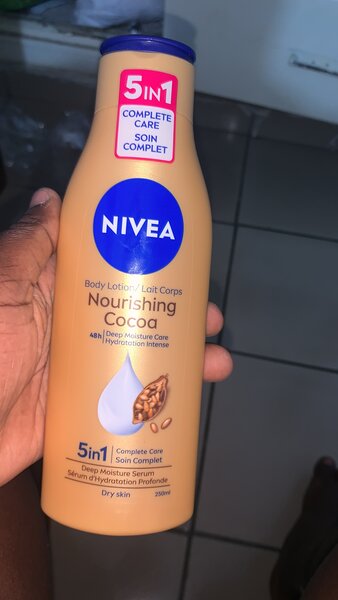 5IN1
COMPLETE
CARE
SOIN
COMPLET
NIVEA
Body Lotion/ Lait Corps
Nourishing
Cocoa
48h Deep Moisture Care
Hydratation Intense
5in1 Complete Care
Soin Complet
Deep Moisture Serum
Sérum d'Hydratation Profonde
Dry skin 250ml